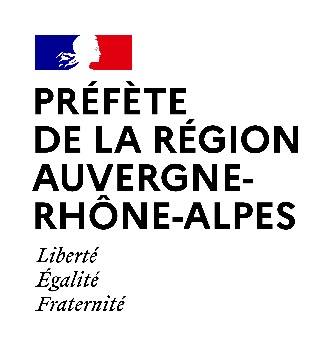 PRÉFÈTE
DE LA RÉGION
AUVERGNE-
RHÔNE-ALPES
Liberté
Égalité
Fraternité